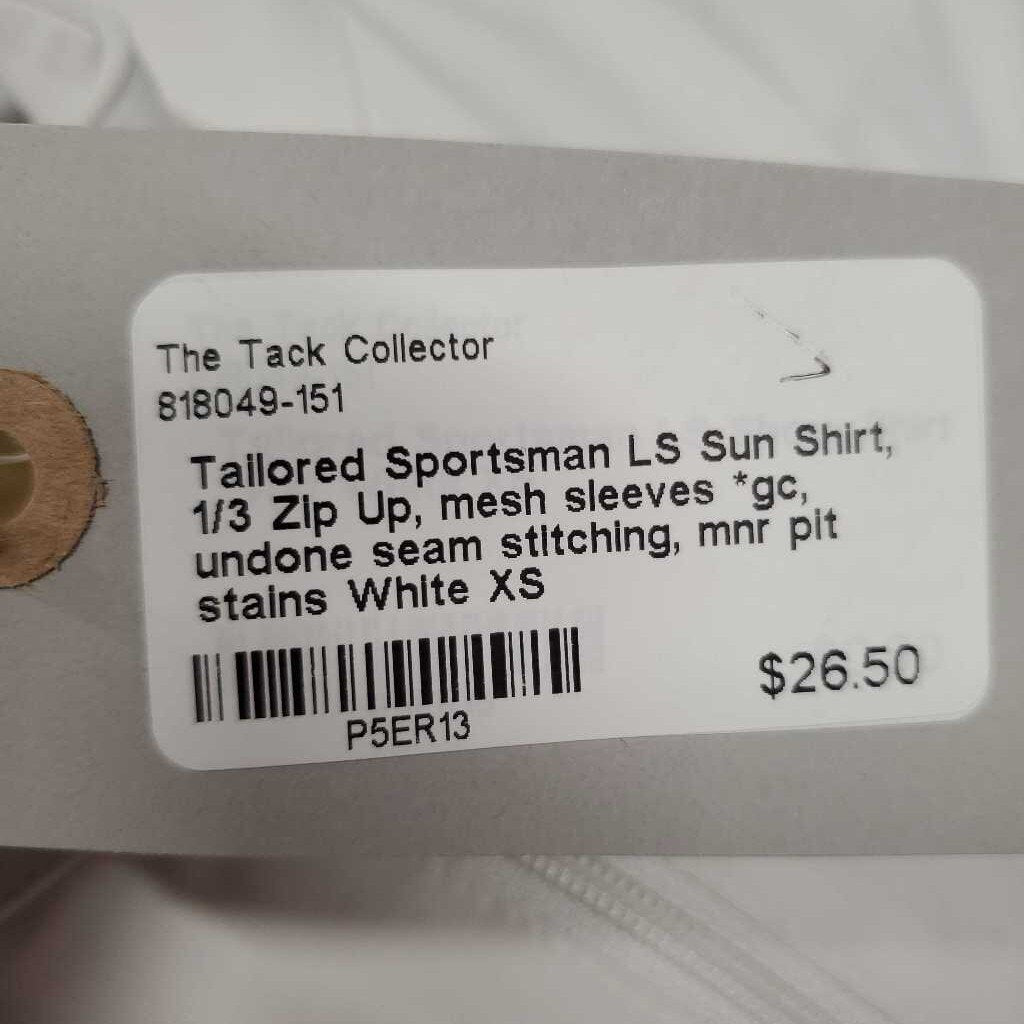 The Tack Collector
818049-151
Tailored Sportsman LS Sun Shirt,
1/3 Zip Up, mesh sleeves *gc,
undone seam stitching, mnr pit
stains White XS
$26.50
P5ER13